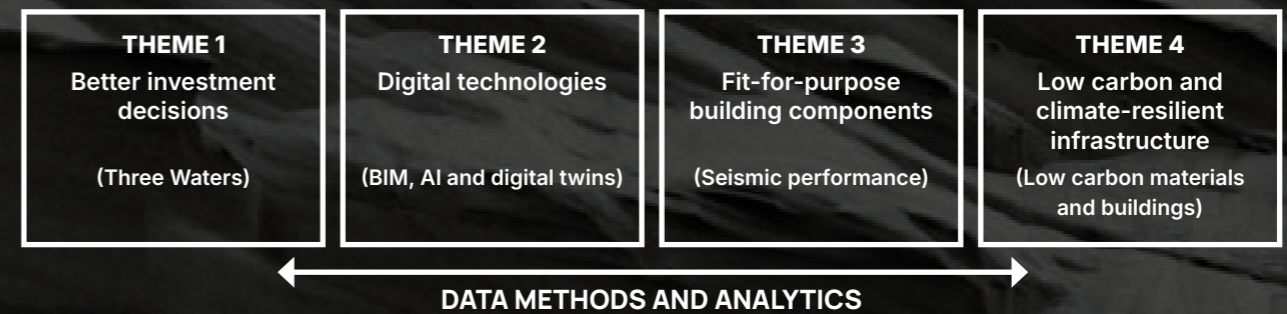 THEME 1
Better investment
decisions
(Three Waters)
THEME 2
Digital technologies
(BIM, AI and digital twins)
THEME 3
Fit-for-purpose
building components
(Seismic performance)
THEME 4
Low carbon and
climate-resilient
infrastructure
(Low carbon materials
and buildings)
DATA METHODS AND ANALYTICS